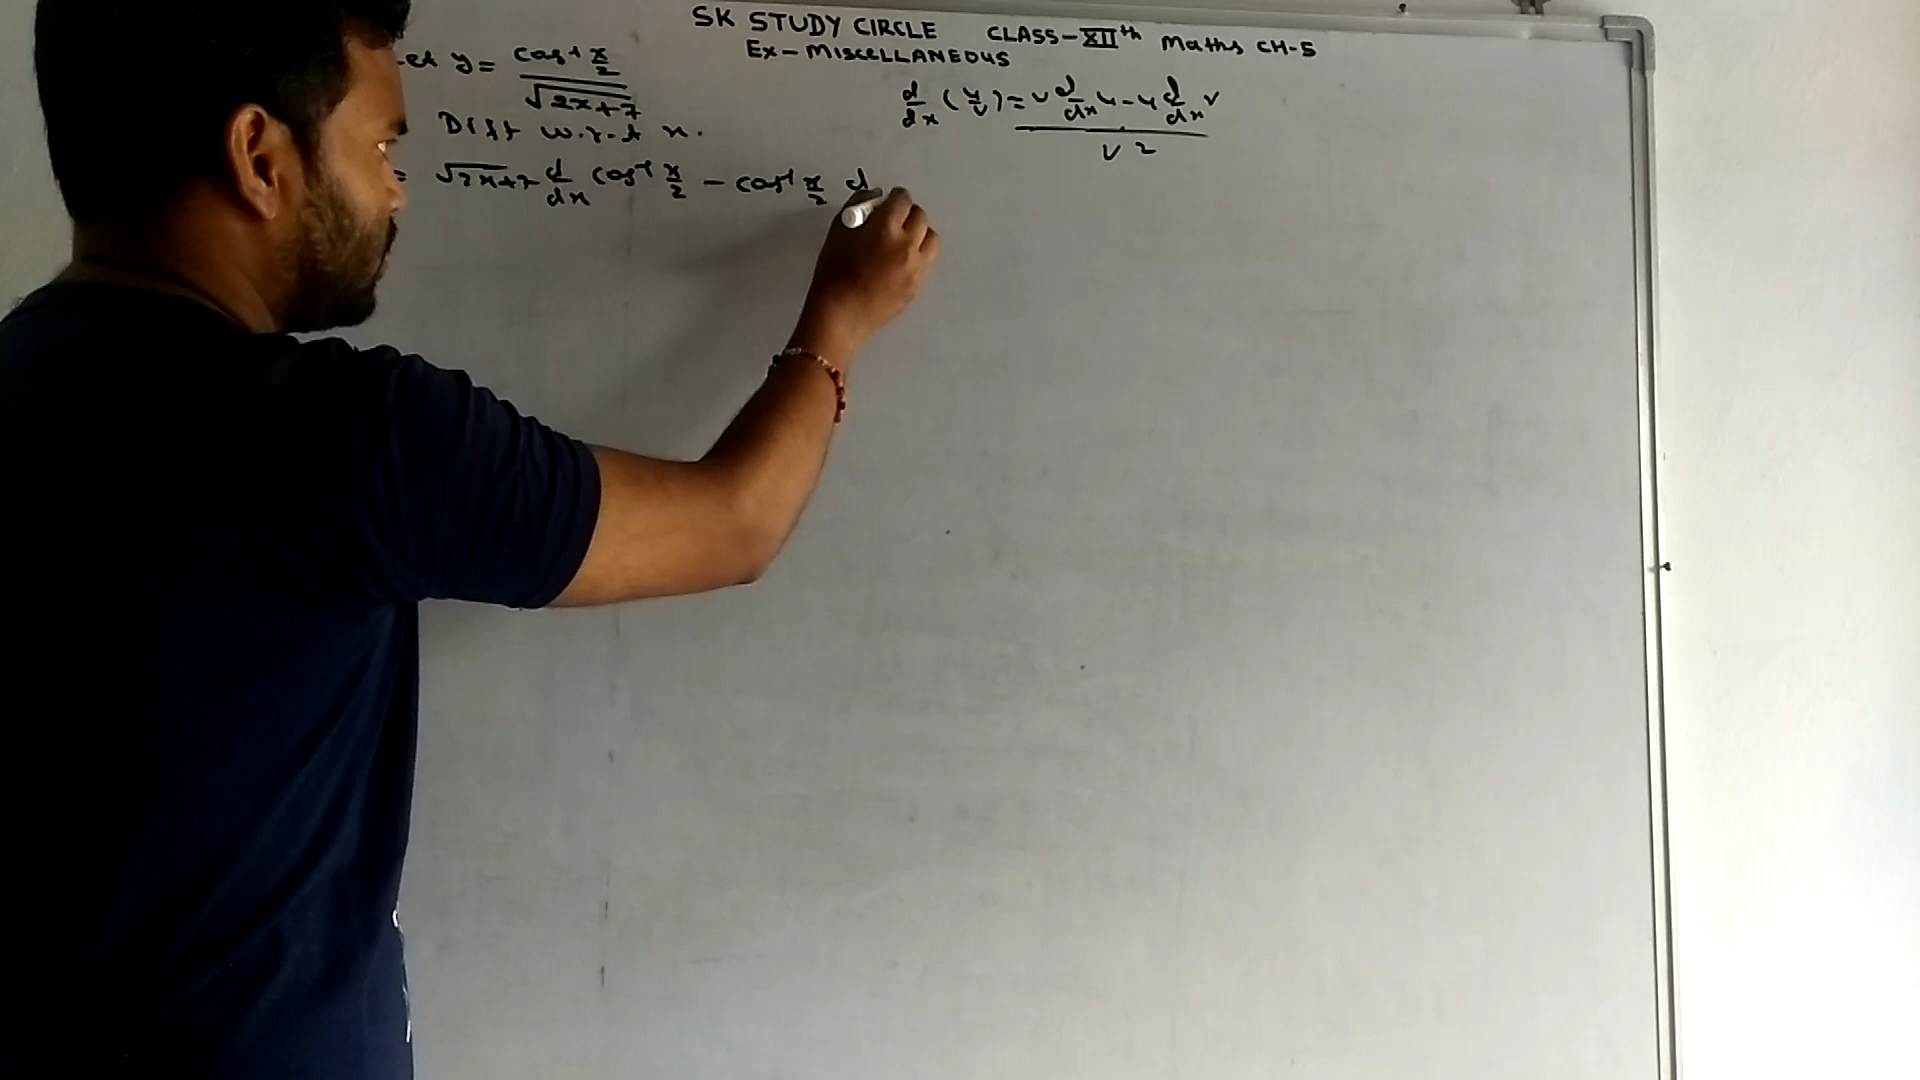 SK STUDY CIRCLE CLASS-XIIth Maths CH-5
Ex-MISCELLANEOUS
et y = cos⁻¹ x/2 / √2x+7
Diff w.r.t x.
= √2x+7 d/dx cos⁻¹ x/2 - cos⁻¹ x/2 d
d/dx (u/v) = v d/dx u - u d/dx v / v²